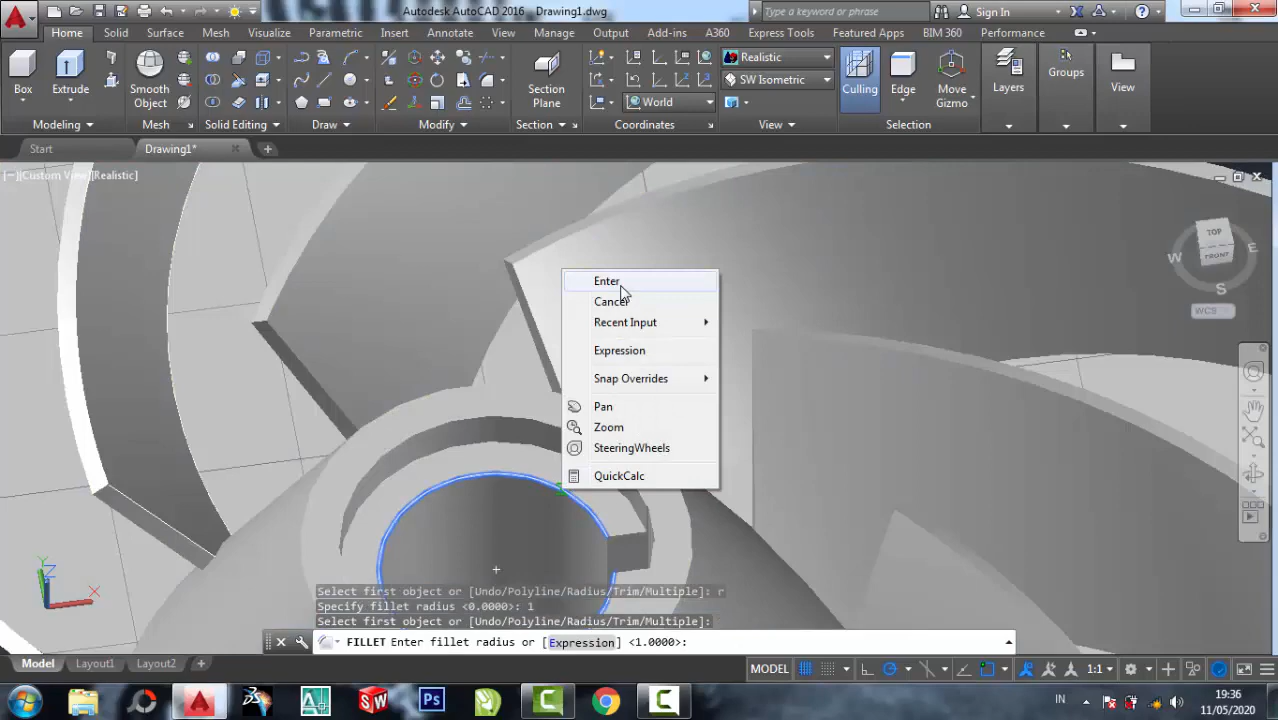 Autodesk AutoCAD 2016   Drawing1.dwg
Type a keyword or phrase
Sign In
Home Solid Surface Mesh Visualize Parametric Insert Annotate View Manage Output Add-ins A360 Express Tools Featured Apps BIM 360 Performance
Realistic
SW Isometric
World
Box
Extrude
Smooth
Object
Section
Plane
Culling
Edge
Move
Gizmo
Layers
Groups
View
Modeling
Mesh
Solid Editing
Draw
Modify
Section
Coordinates
View
Selection
Start
Drawing1*
[−][Custom View][Realistic]
TOP
FRONT
W
E
S
WCS
Enter
Cancel
Recent Input
Expression
Snap Overrides
Pan
Zoom
SteeringWheels
QuickCalc
Y
Z
X
Select first object or [Undo/Polyline/Radius/Trim/Multiple]: r
Specify fillet radius <0.0000>: 1
Select first object or [Undo/Polyline/Radius/Trim/Multiple]:
FILLET Enter fillet radius or [Expression] <1.0000>:
Model Layout1 Layout2
MODEL
1:1
Ps
IN
19:36
11/05/2020